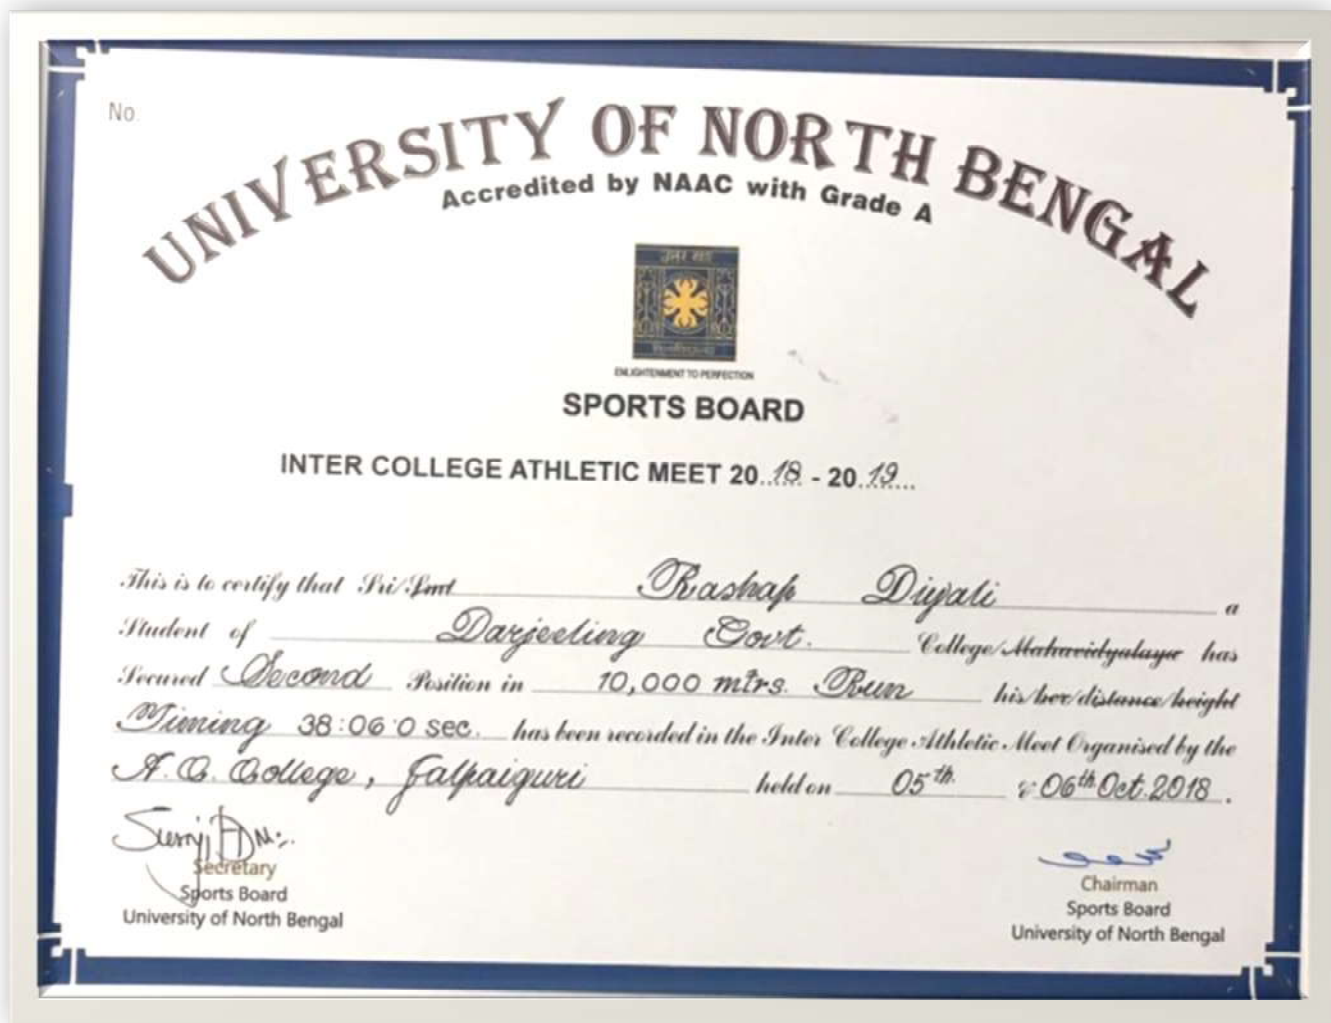 No.
UNIVERSITY OF NORTH BENGAL
Accredited by NAAC with Grade A
ENLIGHTENMENT TO PERFECTION
SPORTS BOARD
INTER COLLEGE ATHLETIC MEET 20..18 - 20.19....
This is to certify that Sri/Smt Rashap Diyali a
Student of Darjeeling Govt. College/Mahavidyalaya has
Secured Second Position in 10,000 mtrs. Run his/her/distance/height
Timing 38:06:0 sec. has been recorded in the Inter College Athletic Meet Organised by the
A.C. College, Jalpaiguri held on 05th & 06th Oct. 2018.
Secretary
Sports Board
University of North Bengal
Chairman
Sports Board
University of North Bengal